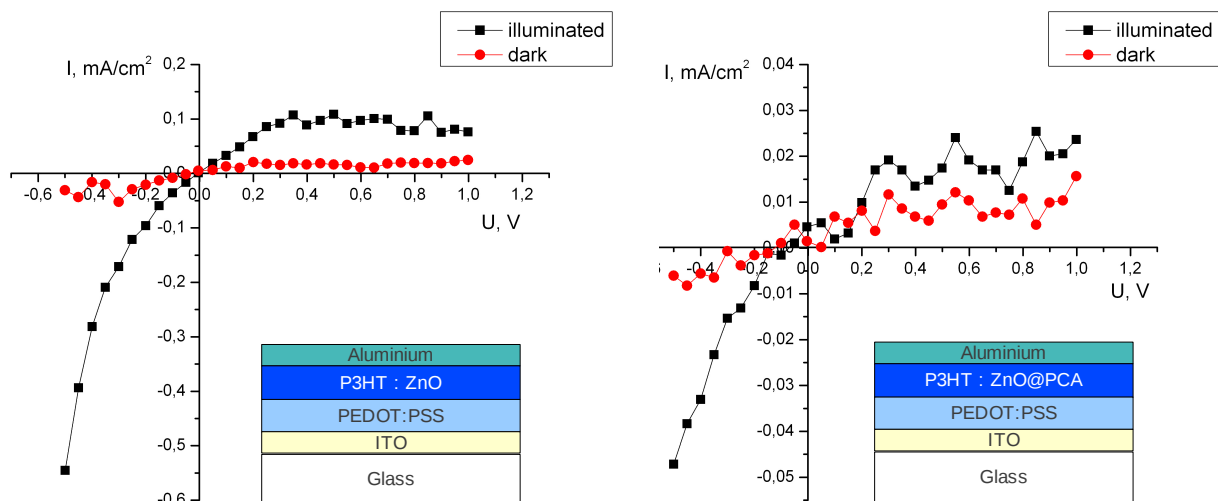 illuminated
dark
I, mA/cm²
0,2
0,1
0,0
-0,1
-0,2
-0,3
-0,4
-0,5
-0,6
-0,6 -0,4 -0,2 0,0 0,2 0,4 0,6 0,8 1,0 1,2
U, V
Aluminium
P3HT : ZnO
PEDOT:PSS
ITO
Glass
illuminated
dark
I, mA/cm²
0,04
0,03
0,02
0,01
0,00
-0,01
-0,02
-0,03
-0,04
-0,05
-0,4 -0,2 0,0 0,2 0,4 0,6 0,8 1,0 1,2
U, V
Aluminium
P3HT : ZnO@PCA
PEDOT:PSS
ITO
Glass